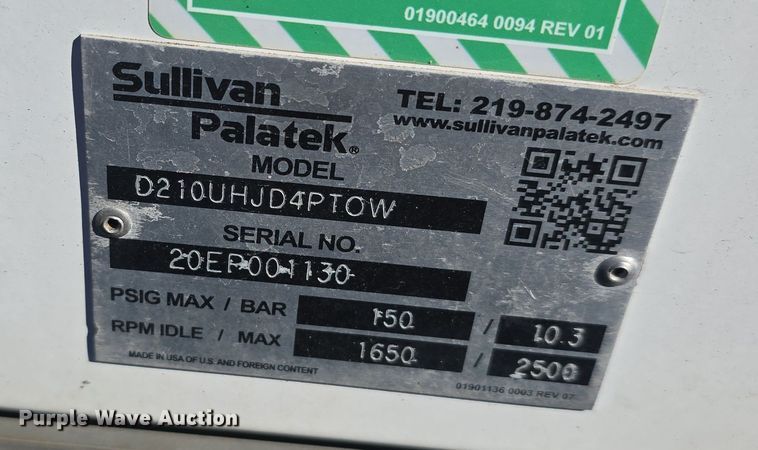 01900464 0094 REV 01
Sullivan
Palatek®
TEL: 219-874-2497
www.sullivanpalatek.com
MODEL
D210UHJD4PTOW
SERIAL NO.
20EP001130
PSIG MAX / BAR 150 / 10.3
RPM IDLE / MAX 1650 / 2500
MADE IN USA OF U.S. AND FOREIGN CONTENT
01901136 0003 REV 07
Purple Wave Auction